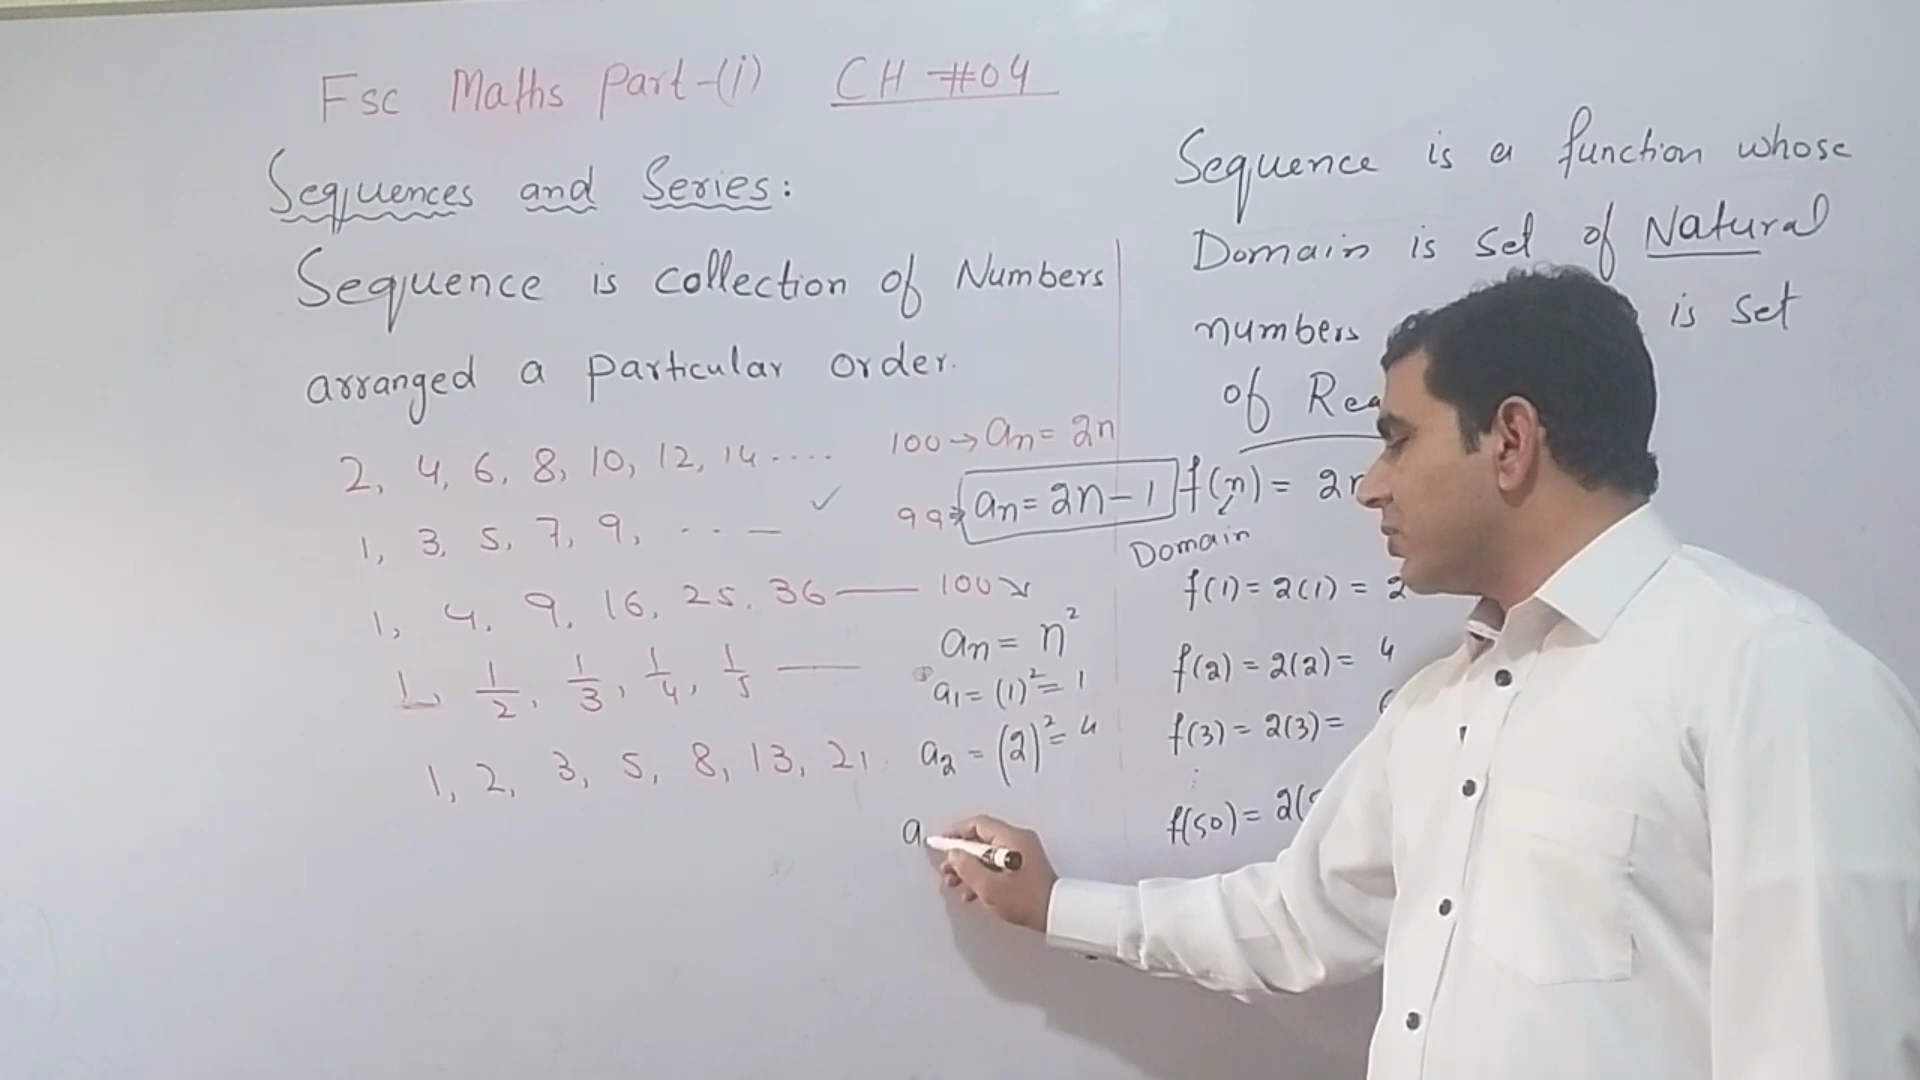 Fsc Maths Part-(i) CH #04
Sequences and Series:
Sequence is collection of Numbers
arranged a particular order.
2, 4, 6, 8, 10, 12, 14 ....
1, 3, 5, 7, 9, ...
1, 4, 9, 16, 25, 36 —
1, 1/2, 1/3, 1/4, 1/5 —
1, 2, 3, 5, 8, 13, 21
100 → an = 2n
99 → an = 2n - 1
100
an = n²
a1 = (1)² = 1
a2 = (2)² = 4
a
Sequence is a function whose
Domain is set of Natural
numbers is set
of
f(n) =
Domain
f(1) = 2(1) = 2
f(2) = 2(2) = 4
f(3) = 2(3) =
⋮
f(50) = 2(